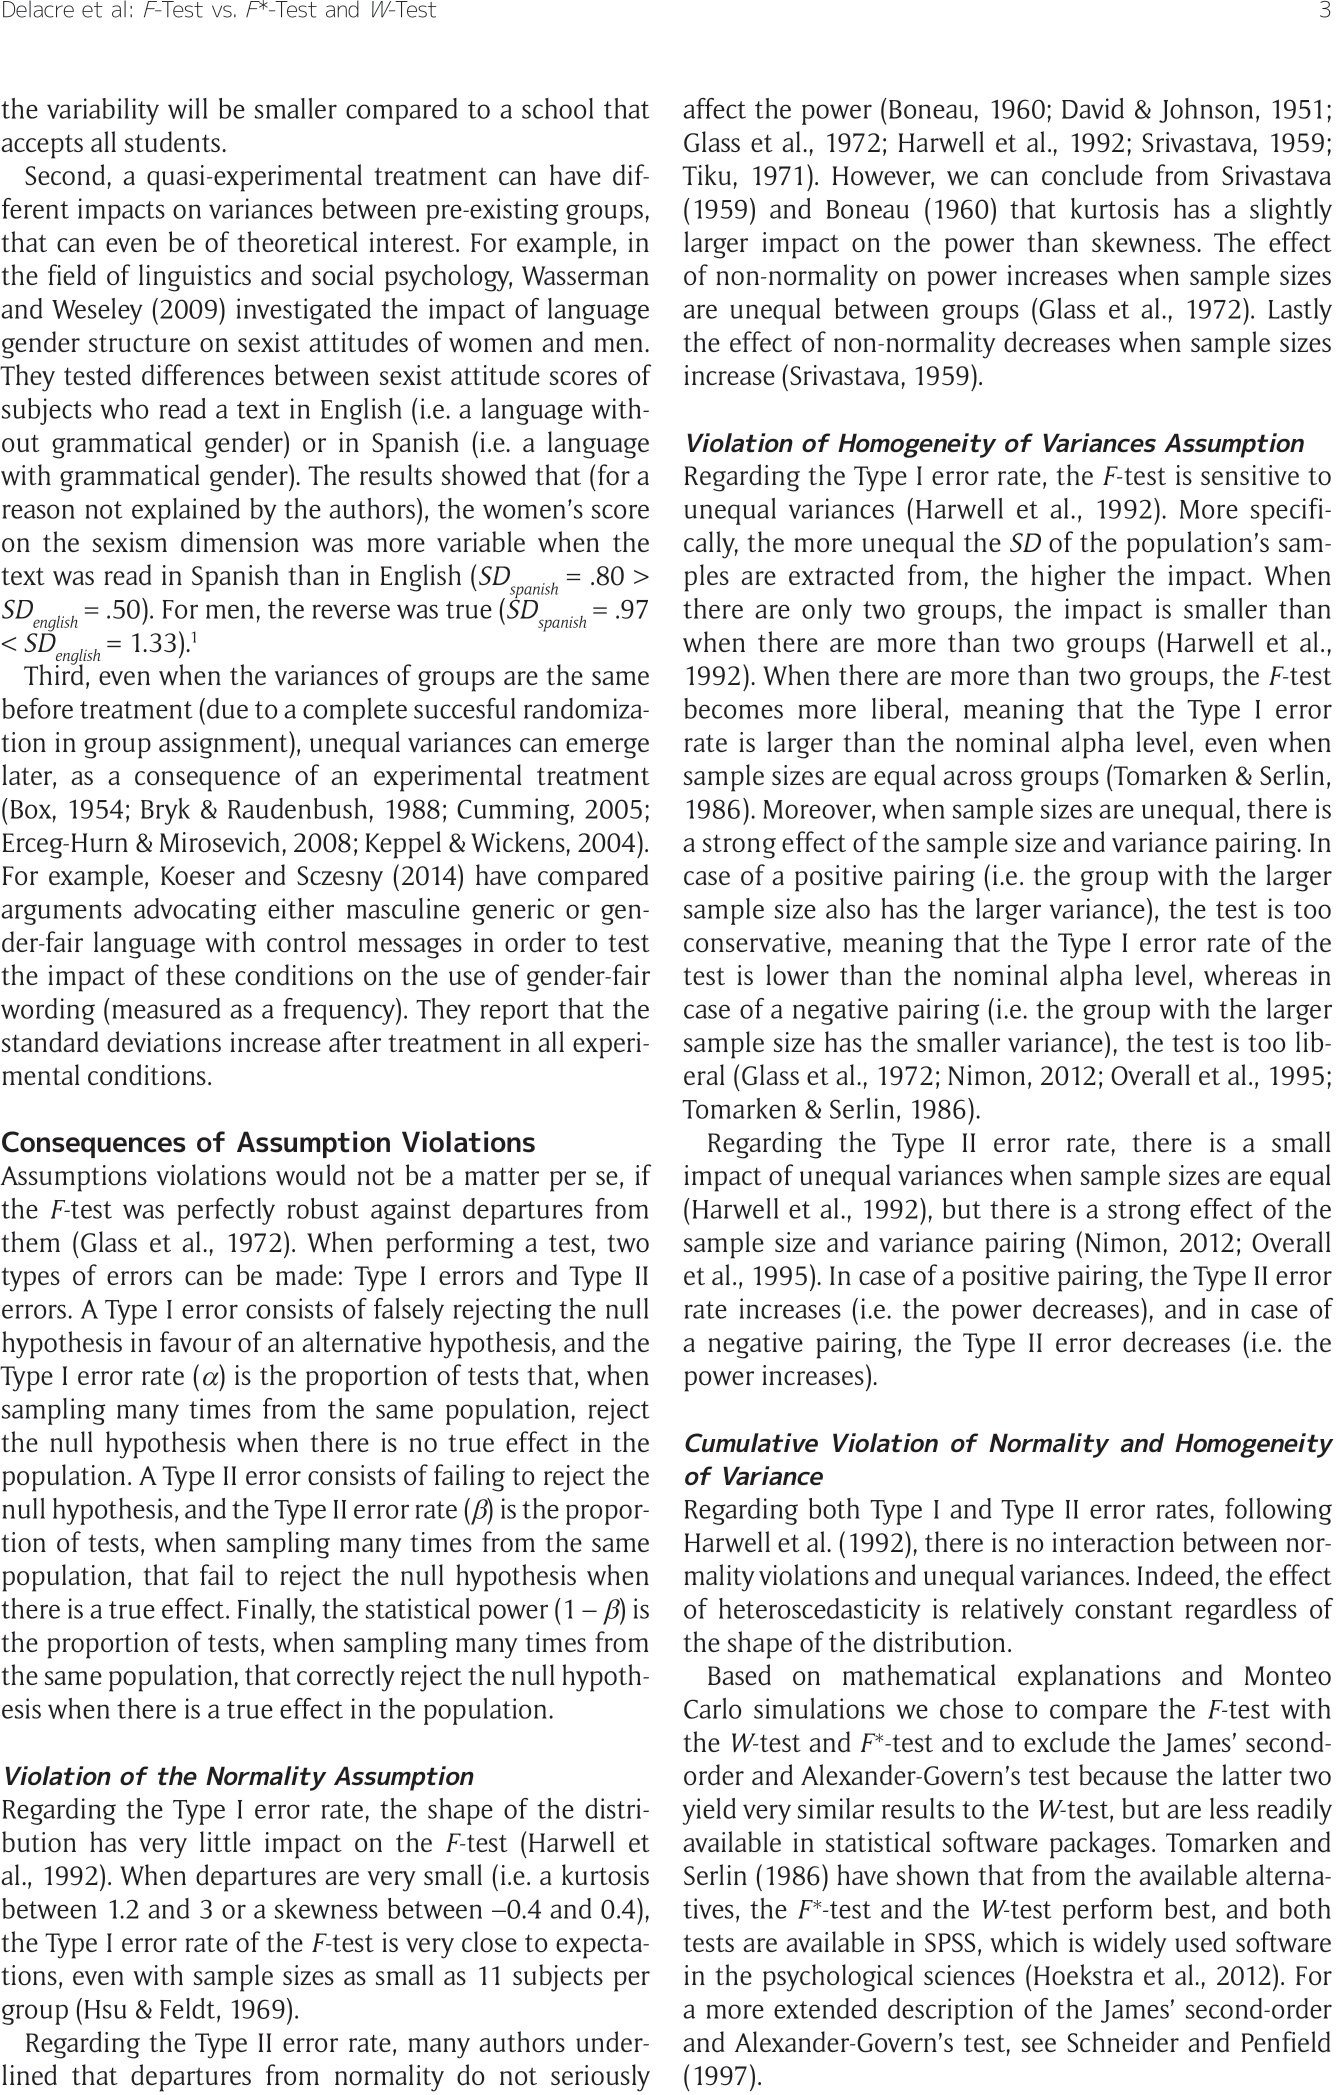 Delacre et al: F-Test vs. F*-Test and W-Test
3
the variability will be smaller compared to a school that
accepts all students.
Second, a quasi-experimental treatment can have dif-
ferent impacts on variances between pre-existing groups,
that can even be of theoretical interest. For example, in
the field of linguistics and social psychology, Wasserman
and Weseley (2009) investigated the impact of language
gender structure on sexist attitudes of women and men.
They tested differences between sexist attitude scores of
subjects who read a text in English (i.e. a language with-
out grammatical gender) or in Spanish (i.e. a language
with grammatical gender). The results showed that (for a
reason not explained by the authors), the women's score
on the sexism dimension was more variable when the
text was read in Spanish than in English (SDspanish = .80 >
SDenglish = .50). For men, the reverse was true (SDspanish = .97
< SDenglish = 1.33).¹
Third, even when the variances of groups are the same
before treatment (due to a complete succesful randomiza-
tion in group assignment), unequal variances can emerge
later, as a consequence of an experimental treatment
(Box, 1954; Bryk & Raudenbush, 1988; Cumming, 2005;
Erceg-Hurn & Mirosevich, 2008; Keppel & Wickens, 2004).
For example, Koeser and Sczesny (2014) have compared
arguments advocating either masculine generic or gen-
der-fair language with control messages in order to test
the impact of these conditions on the use of gender-fair
wording (measured as a frequency). They report that the
standard deviations increase after treatment in all experi-
mental conditions.
Consequences of Assumption Violations
Assumptions violations would not be a matter per se, if
the F-test was perfectly robust against departures from
them (Glass et al., 1972). When performing a test, two
types of errors can be made: Type I errors and Type II
errors. A Type I error consists of falsely rejecting the null
hypothesis in favour of an alternative hypothesis, and the
Type I error rate (α) is the proportion of tests that, when
sampling many times from the same population, reject
the null hypothesis when there is no true effect in the
population. A Type II error consists of failing to reject the
null hypothesis, and the Type II error rate (β) is the propor-
tion of tests, when sampling many times from the same
population, that fail to reject the null hypothesis when
there is a true effect. Finally, the statistical power (1 – β) is
the proportion of tests, when sampling many times from
the same population, that correctly reject the null hypoth-
esis when there is a true effect in the population.
Violation of the Normality Assumption
Regarding the Type I error rate, the shape of the distri-
bution has very little impact on the F-test (Harwell et
al., 1992). When departures are very small (i.e. a kurtosis
between 1.2 and 3 or a skewness between –0.4 and 0.4),
the Type I error rate of the F-test is very close to expecta-
tions, even with sample sizes as small as 11 subjects per
group (Hsu & Feldt, 1969).
Regarding the Type II error rate, many authors under-
lined that departures from normality do not seriously
affect the power (Boneau, 1960; David & Johnson, 1951;
Glass et al., 1972; Harwell et al., 1992; Srivastava, 1959;
Tiku, 1971). However, we can conclude from Srivastava
(1959) and Boneau (1960) that kurtosis has a slightly
larger impact on the power than skewness. The effect
of non-normality on power increases when sample sizes
are unequal between groups (Glass et al., 1972). Lastly
the effect of non-normality decreases when sample sizes
increase (Srivastava, 1959).
Violation of Homogeneity of Variances Assumption
Regarding the Type I error rate, the F-test is sensitive to
unequal variances (Harwell et al., 1992). More specifi-
cally, the more unequal the SD of the population's sam-
ples are extracted from, the higher the impact. When
there are only two groups, the impact is smaller than
when there are more than two groups (Harwell et al.,
1992). When there are more than two groups, the F-test
becomes more liberal, meaning that the Type I error
rate is larger than the nominal alpha level, even when
sample sizes are equal across groups (Tomarken & Serlin,
1986). Moreover, when sample sizes are unequal, there is
a strong effect of the sample size and variance pairing. In
case of a positive pairing (i.e. the group with the larger
sample size also has the larger variance), the test is too
conservative, meaning that the Type I error rate of the
test is lower than the nominal alpha level, whereas in
case of a negative pairing (i.e. the group with the larger
sample size has the smaller variance), the test is too lib-
eral (Glass et al., 1972; Nimon, 2012; Overall et al., 1995;
Tomarken & Serlin, 1986).
Regarding the Type II error rate, there is a small
impact of unequal variances when sample sizes are equal
(Harwell et al., 1992), but there is a strong effect of the
sample size and variance pairing (Nimon, 2012; Overall
et al., 1995). In case of a positive pairing, the Type II error
rate increases (i.e. the power decreases), and in case of
a negative pairing, the Type II error decreases (i.e. the
power increases).
Cumulative Violation of Normality and Homogeneity
of Variance
Regarding both Type I and Type II error rates, following
Harwell et al. (1992), there is no interaction between nor-
mality violations and unequal variances. Indeed, the effect
of heteroscedasticity is relatively constant regardless of
the shape of the distribution.
Based on mathematical explanations and Monteo
Carlo simulations we chose to compare the F-test with
the W-test and F*-test and to exclude the James' second-
order and Alexander-Govern's test because the latter two
yield very similar results to the W-test, but are less readily
available in statistical software packages. Tomarken and
Serlin (1986) have shown that from the available alterna-
tives, the F*-test and the W-test perform best, and both
tests are available in SPSS, which is widely used software
in the psychological sciences (Hoekstra et al., 2012). For
a more extended description of the James' second-order
and Alexander-Govern's test, see Schneider and Penfield
(1997).